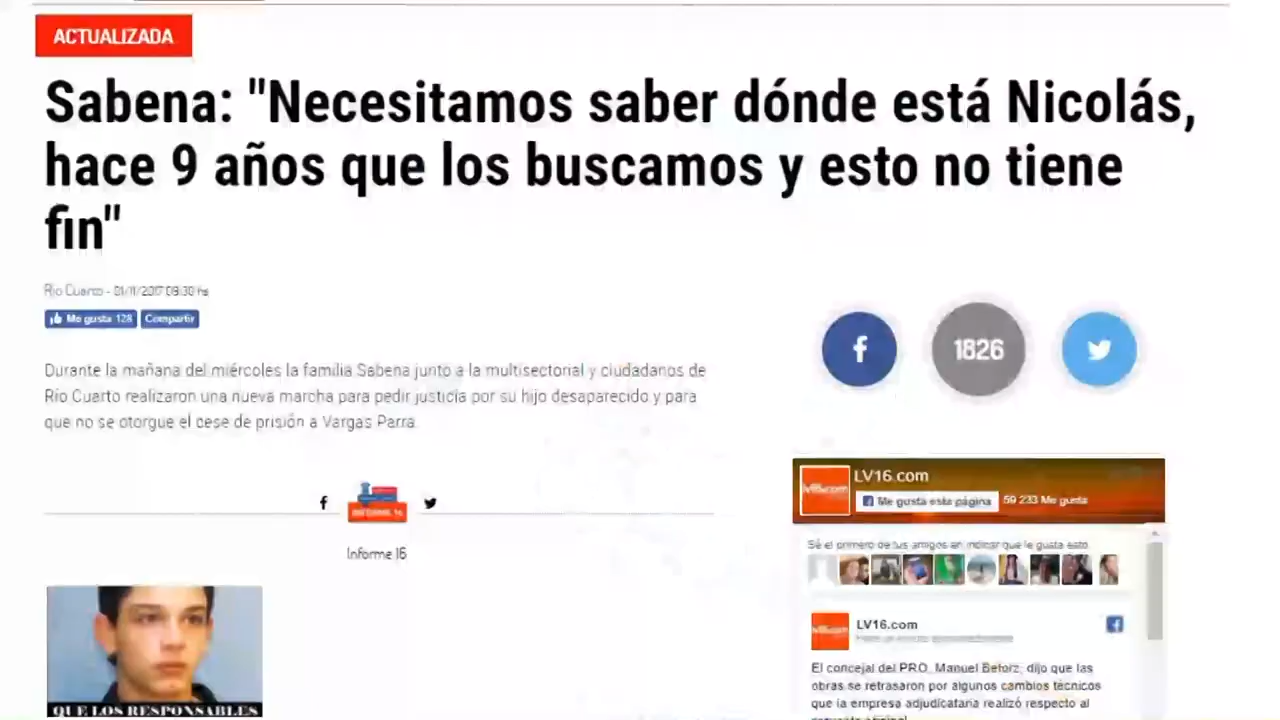 ACTUALIZADA
Sabena: "Necesitamos saber dónde está Nicolás,
hace 9 años que los buscamos y esto no tiene
fin"
Río Cuarto - 01/11/2017 09:30 hs
Me gusta 128 Compartir
1826
Durante la mañana del miércoles la familia Sabena junto a la multisectorial y ciudadanos de
Río Cuarto realizaron una nueva marcha para pedir justicia por su hijo desaparecido y para
que no se otorgue el cese de prisión a Vargas Parra.
Informe 16
QUE LOS RESPONSABLES
LV16.com
Me gusta esta página 59 233 Me gusta
Sé el primero de tus amigos en indicar que le gusta esto.
LV16.com
El concejal del PRO, Manuel Betorz, dijo que las
obras se retrasaron por algunos cambios técnicos
que la empresa adjudicataria realizó respecto al